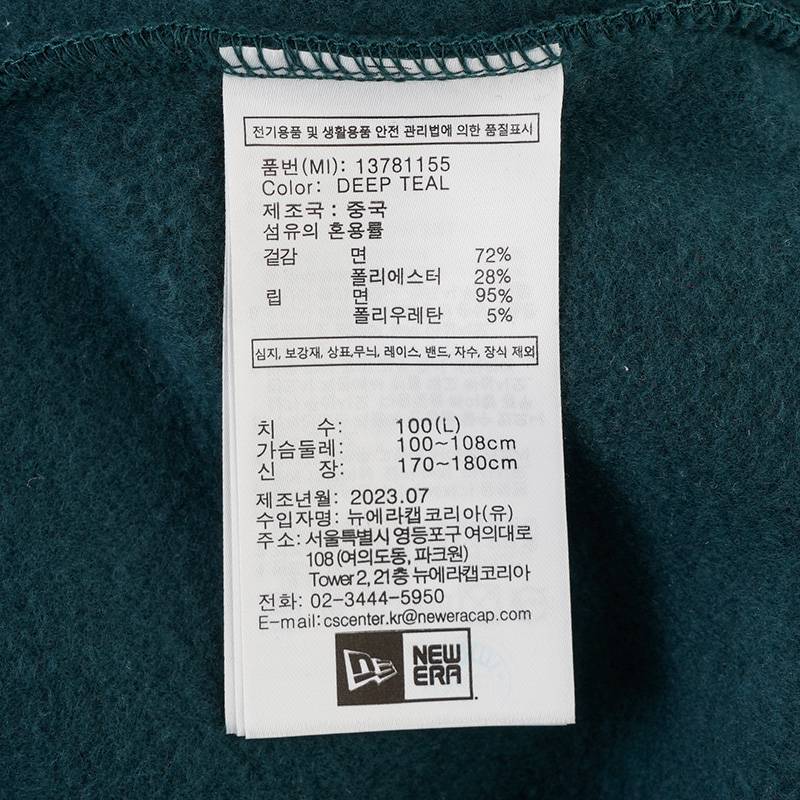 전기용품 및 생활용품 안전 관리법에 의한 품질표시
품번(MI): 13781155
Color: DEEP TEAL
제조국 : 중국
섬유의 혼용률
겉감 면 72%
폴리에스터 28%
립 면 95%
폴리우레탄 5%
심지, 보강재, 상표,무늬, 레이스, 밴드, 자수, 장식 제외
치 수: 100(L)
가슴둘레: 100~108cm
신 장: 170~180cm
제조년월: 2023.07
수입자명: 뉴에라캡코리아(유)
주소: 서울특별시 영등포구 여의대로
108 (여의도동, 파크원)
Tower 2, 21층 뉴에라캡코리아
전화: 02-3444-5950
E-mail: cscenter.kr@neweracap.com
NE NEW
ERA